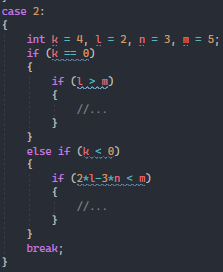 case 2:
{
int k = 4, l = 2, n = 3, m = 5;
if (k == 0)
{
if (l > m)
{
//...
}
}
else if (k < 0)
{
if (2*l-3*n < m)
{
//...
}
}
break;
}